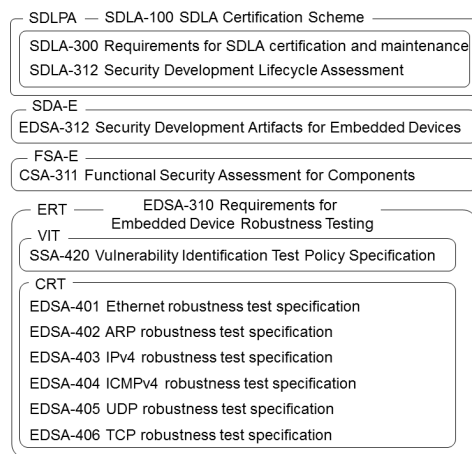 SDLPA SDLA-100 SDLA Certification Scheme
SDLA-300 Requirements for SDLA certification and maintenance
SDLA-312 Security Development Lifecycle Assessment
SDA-E
EDSA-312 Security Development Artifacts for Embedded Devices
FSA-E
CSA-311 Functional Security Assessment for Components
ERT EDSA-310 Requirements for
Embedded Device Robustness Testing
VIT
SSA-420 Vulnerability Identification Test Policy Specification
CRT
EDSA-401 Ethernet robustness test specification
EDSA-402 ARP robustness test specification
EDSA-403 IPv4 robustness test specification
EDSA-404 ICMPv4 robustness test specification
EDSA-405 UDP robustness test specification
EDSA-406 TCP robustness test specification